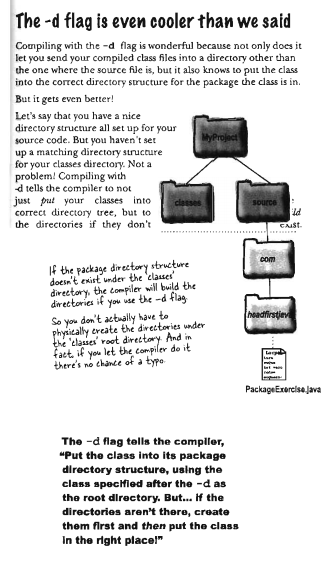 The -d flag is even cooler than we said
Compiling with the -d flag is wonderful because not only does it
let you send your compiled class files into a directory other than
the one where the source file is, but it also knows to put the class
into the correct directory structure for the package the class is in.
But it gets even better!
Let's say that you have a nice
directory structure all set up for your
source code. But you haven't set
up a matching directory structure
for your classes directory. Not a
problem! Compiling with
-d tells the compiler to not
just put your classes into
correct directory tree, but to
the directories if they don't
exist.
MyProject
classes
source
com
headfirstjava
PackageExercise.java
If the package directory structure
doesn't exist under the 'classes'
directory, the compiler will build the
directories if you use the -d flag.
So you don't actually have to
physically create the directories under
the 'classes' root directory. And in
fact, if you let the compiler do it
there's no chance of a typo.
The -d flag tells the compiler,
"Put the class into its package
directory structure, using the
class specified after the -d as
the root directory. But... if the
directories aren't there, create
them first and then put the class
in the right place!"